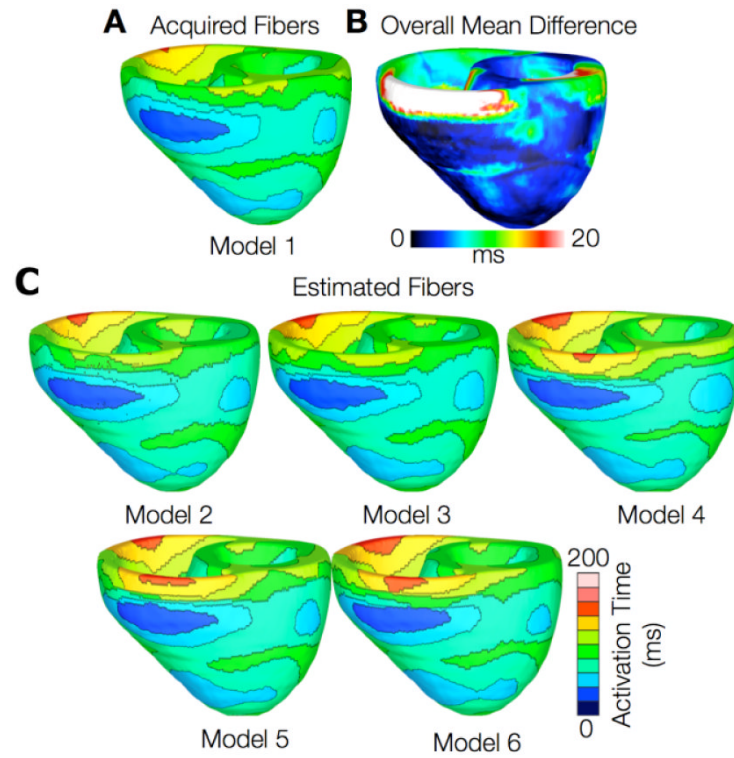 A Acquired Fibers
B Overall Mean Difference
Model 1
0 20
ms
C
Estimated Fibers
Model 2
Model 3
Model 4
Model 5
Model 6
200
0
Activation Time
(ms)